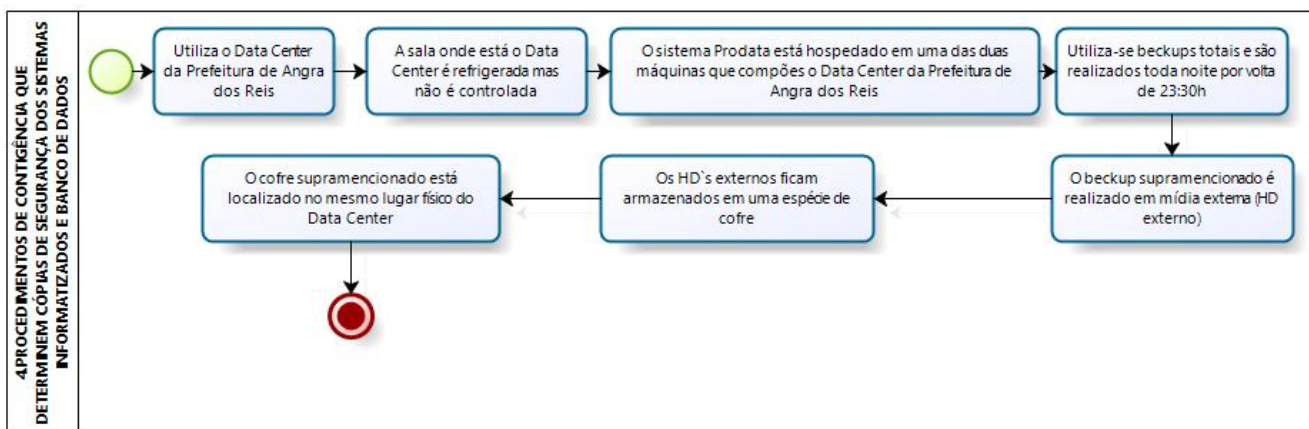 4.PROCEDIMENTOS DE CONTIGÊNCIA QUE
DETERMINEM CÓPIAS DE SEGURANÇA DOS SISTEMAS
INFORMATIZADOS E BANCO DE DADOS
Utiliza o Data Center
da Prefeitura de Angra
dos Reis
A sala onde está o Data
Center é refrigerada mas
não é controlada
O sistema Prodata está hospedado em uma das duas
máquinas que compões o Data Center da Prefeitura de
Angra dos Reis
Utiliza-se beckups totais e são
realizados toda noite por volta
de 23:30h
O beckup supramencionado é
realizado em mídia externa (HD
externo)
Os HD`s externos ficam
armazenados em uma espécie de
cofre
O cofre supramencionado está
localizado no mesmo lugar físico do
Data Center